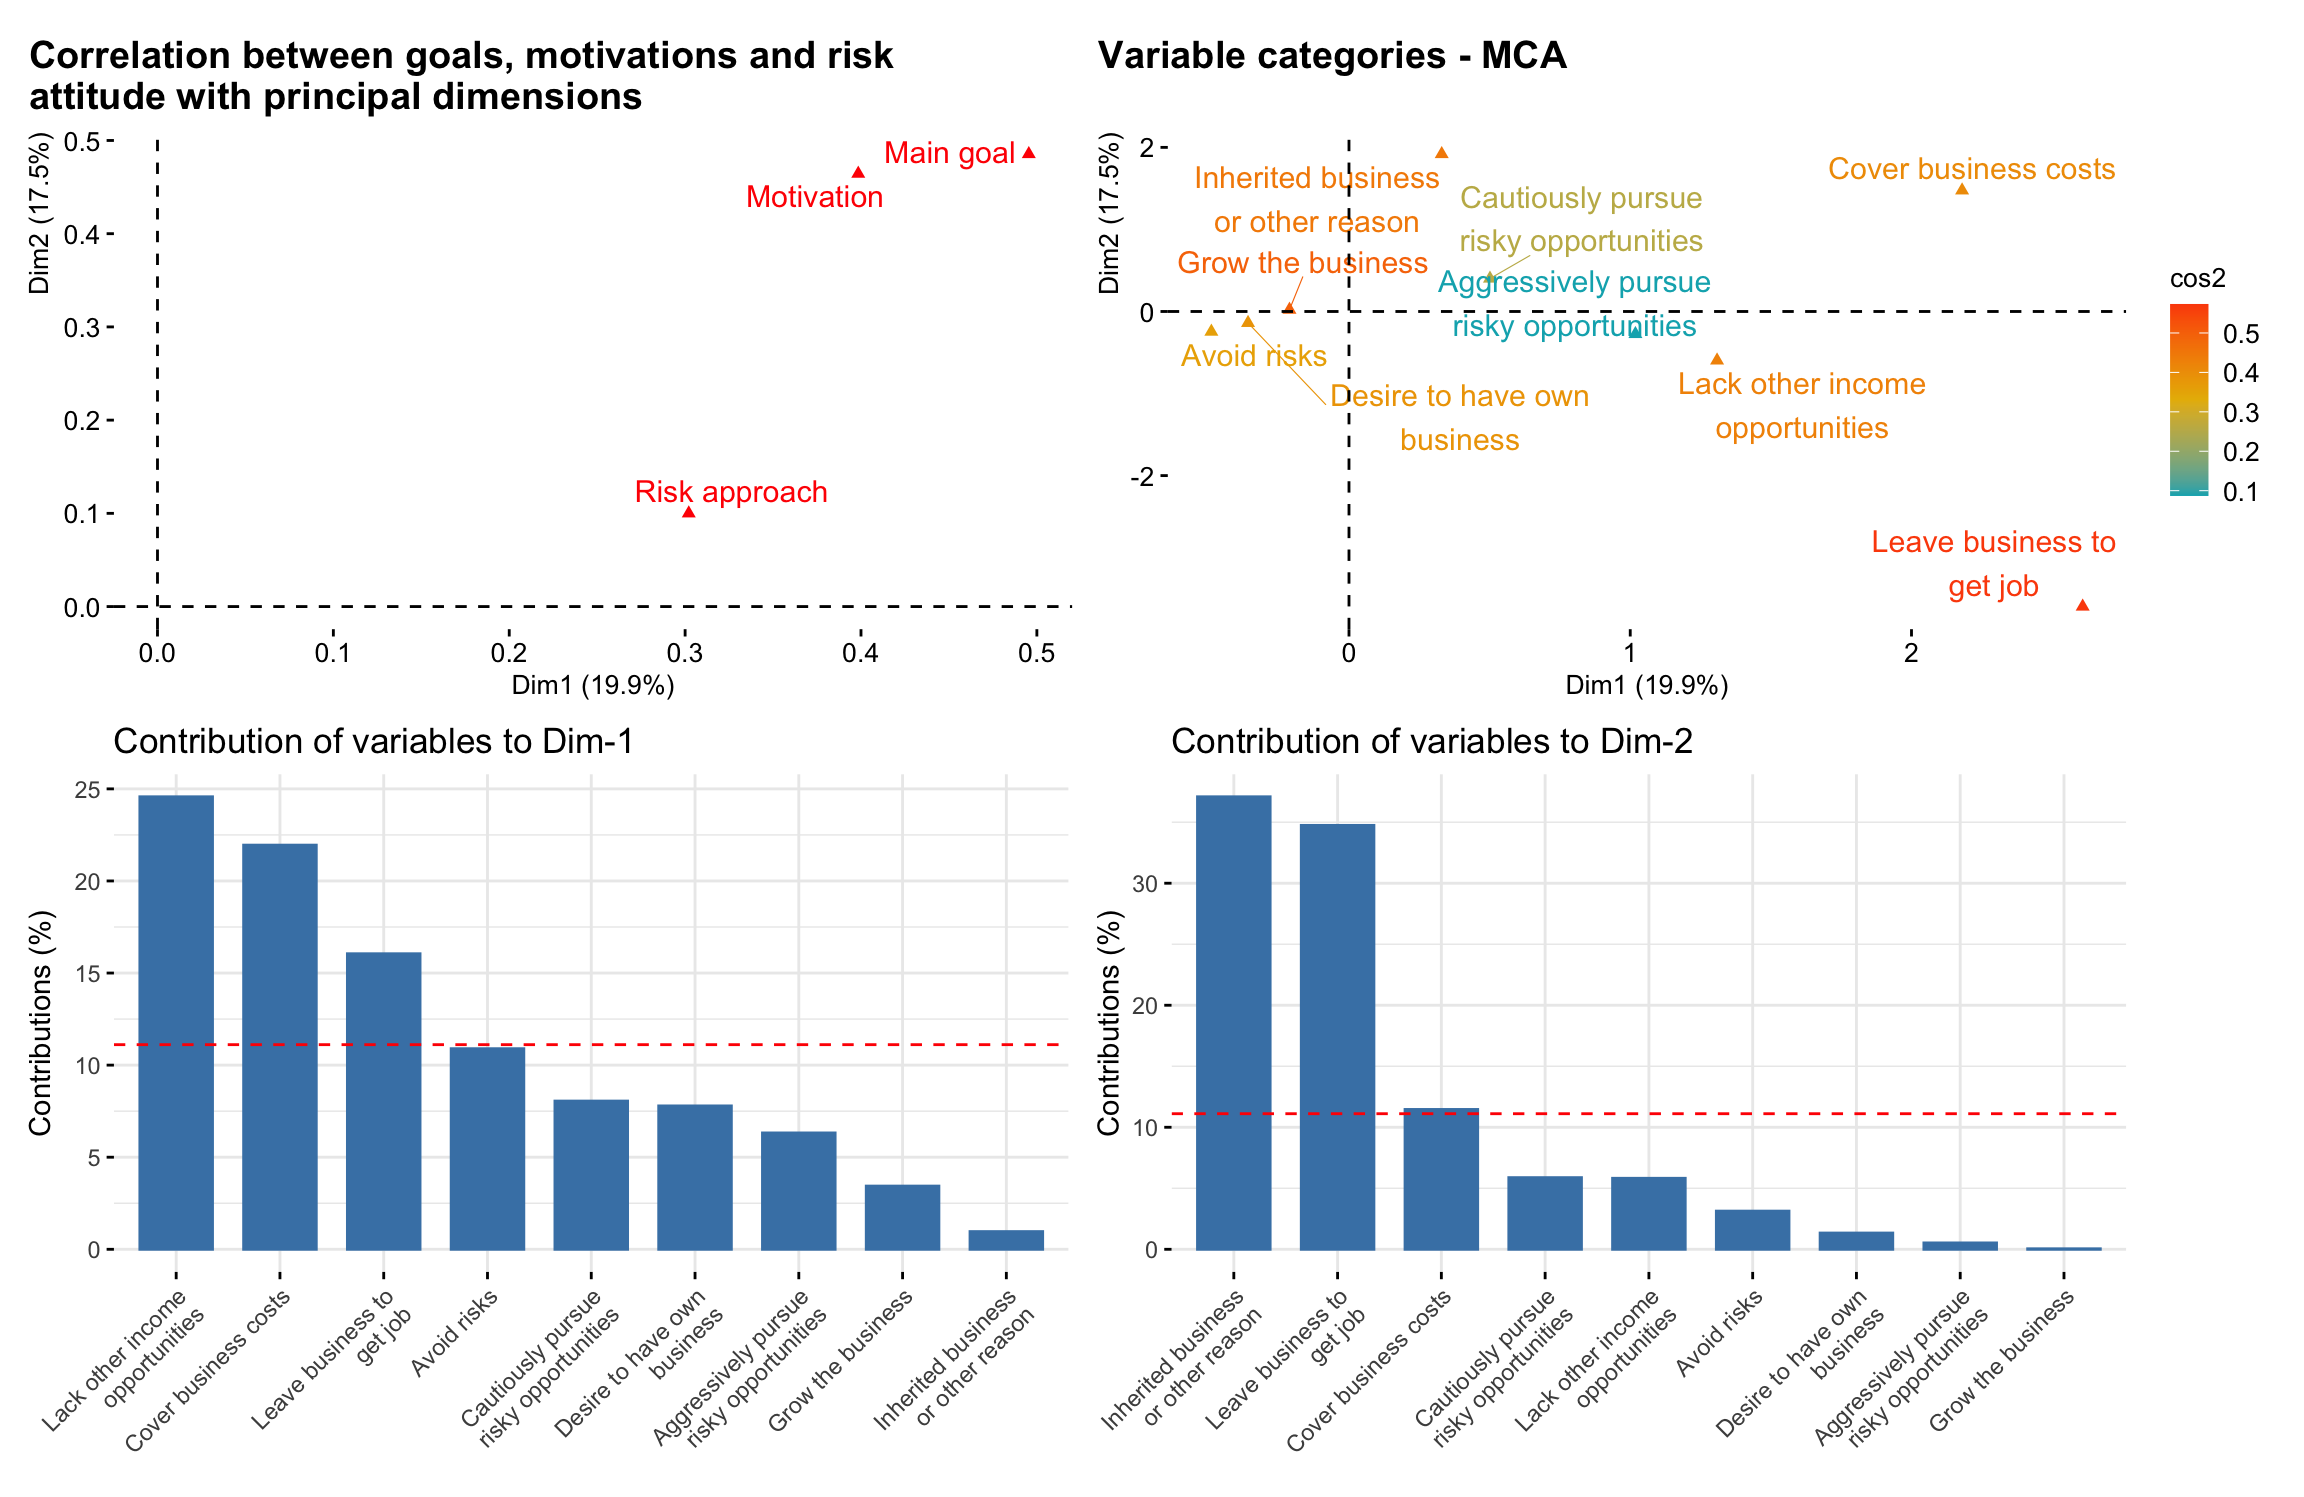 Correlation between goals, motivations and risk
attitude with principal dimensions
Dim2 (17.5%)
0.5
0.4
0.3
0.2
0.1
0.0
Main goal
Motivation
Risk approach
0.0 0.1 0.2 0.3 0.4 0.5
Dim1 (19.9%)
Variable categories - MCA
Dim2 (17.5%)
2
0
-2
Inherited business
or other reason
Grow the business
Cautiously pursue
risky opportunities
Cover business costs
Aggressively pursue
risky opportunities
Avoid risks
Desire to have own
business
Lack other income
opportunities
Leave business to
get job
0 1 2
Dim1 (19.9%)
cos2
0.5
0.4
0.3
0.2
0.1
Contribution of variables to Dim-1
Contributions (%)
25
20
15
10
5
0
Lack other income
opportunities
Cover business costs
Leave business to
get job
Avoid risks
Cautiously pursue
risky opportunities
Desire to have own
business
Aggressively pursue
risky opportunities
Grow the business
Inherited business
or other reason
Contribution of variables to Dim-2
Contributions (%)
30
20
10
0
Inherited business
or other reason
Leave business to
get job
Cover business costs
Cautiously pursue
risky opportunities
Lack other income
opportunities
Avoid risks
Desire to have own
business
Aggressively pursue
risky opportunities
Grow the business